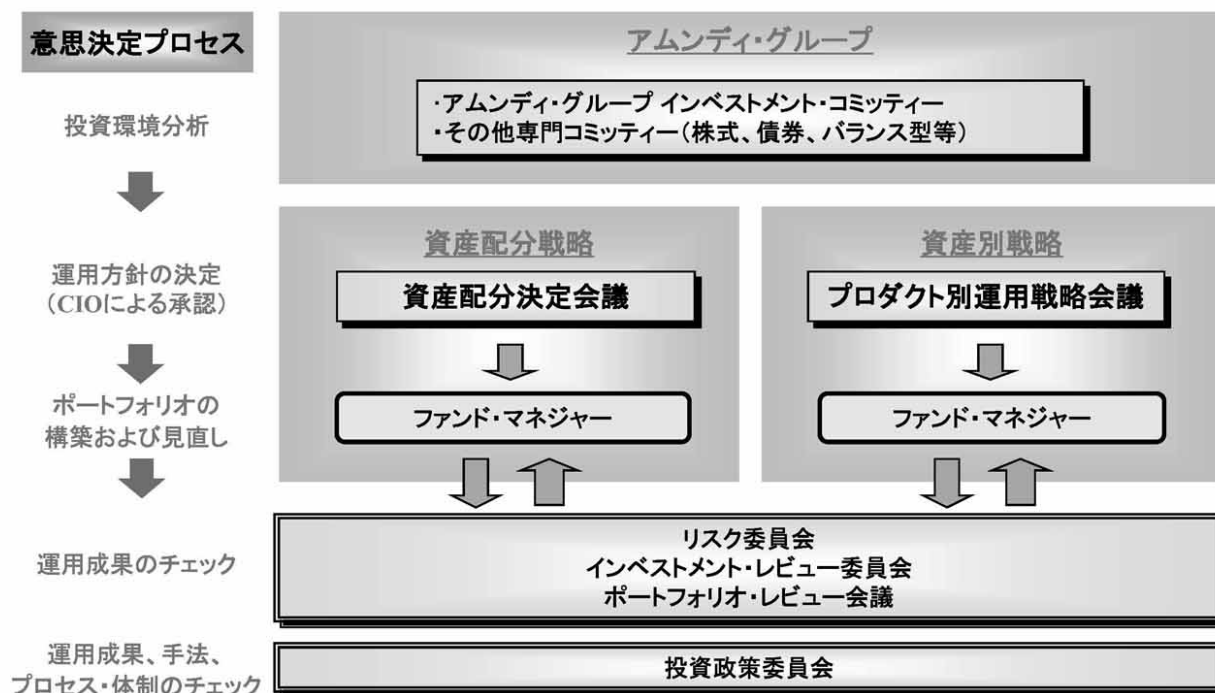 意思決定プロセス
アムンディ・グループ
投資環境分析
・アムンディ・グループ インベストメント・コミッティー
・その他専門コミッティー(株式、債券、バランス型等)
運用方針の決定
(CIOによる承認)
資産配分戦略
資産配分決定会議
資産別戦略
プロダクト別運用戦略会議
ポートフォリオの
構築および見直し
ファンド・マネジャー
ファンド・マネジャー
運用成果のチェック
リスク委員会
インベストメント・レビュー委員会
ポートフォリオ・レビュー会議
運用成果、手法、
プロセス・体制のチェック
投資政策委員会